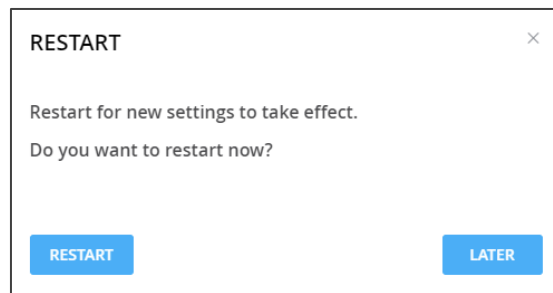 RESTART
Restart for new settings to take effect.
Do you want to restart now?
RESTART
LATER